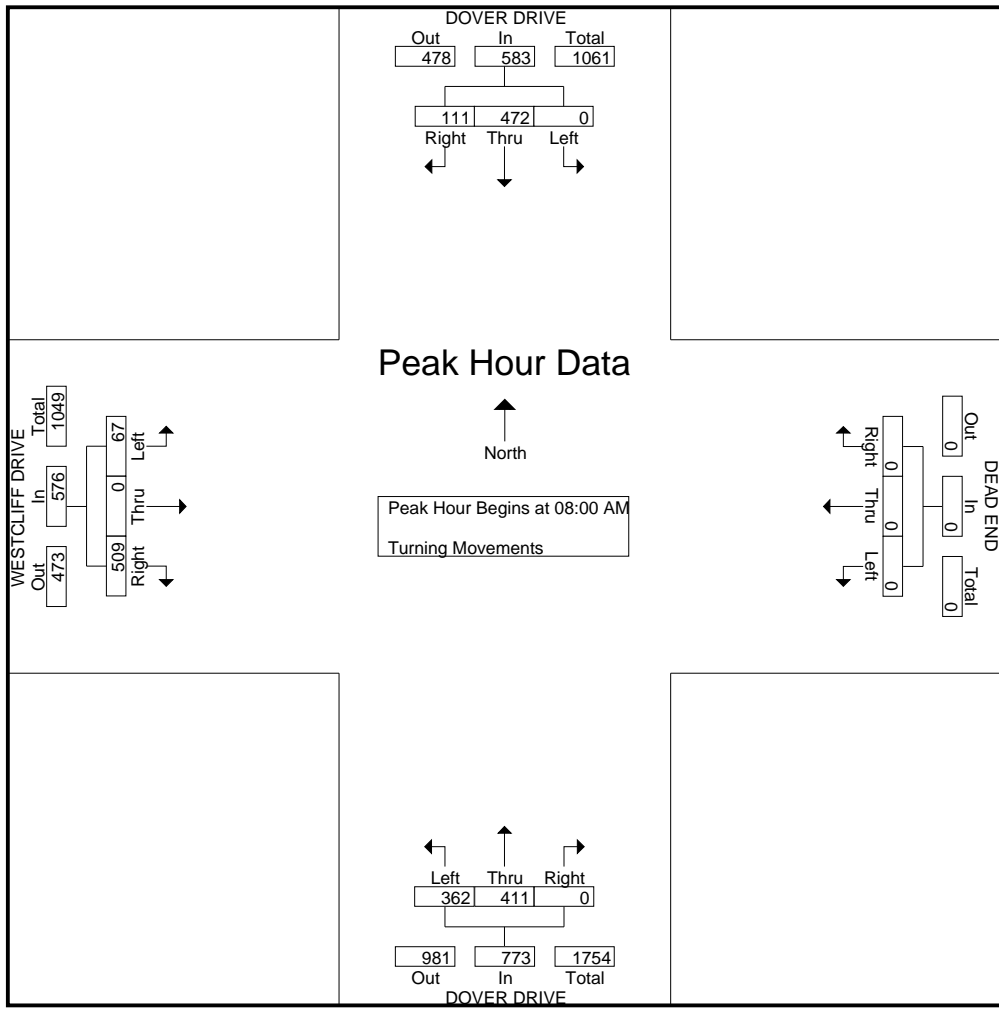 DOVER DRIVE
Out In Total
478 583 1061
111 472 0
Right Thru Left
Peak Hour Data
North
Peak Hour Begins at 08:00 AM
Turning Movements
WESTCLIFF DRIVE
Out In Total
473 576 1049
509 0 67
Right Thru Left
DEAD END
Out In Total
0 0 0
0 0 0
Right Thru Left
Left Thru Right
362 411 0
981 773 1754
Out In Total
DOVER DRIVE